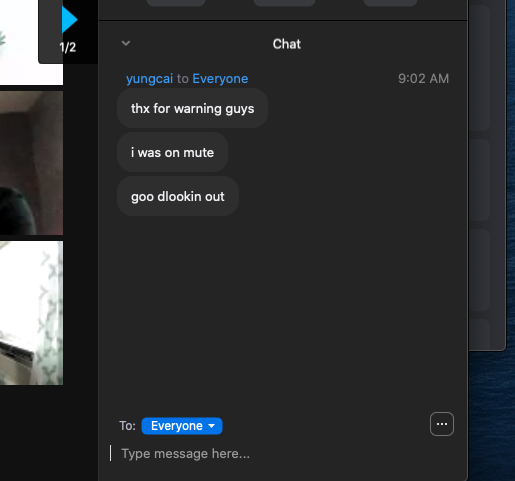 1/2
Chat
yungcai to Everyone 9:02 AM
thx for warning guys
i was on mute
goo dlookin out
To: Everyone
Type message here...